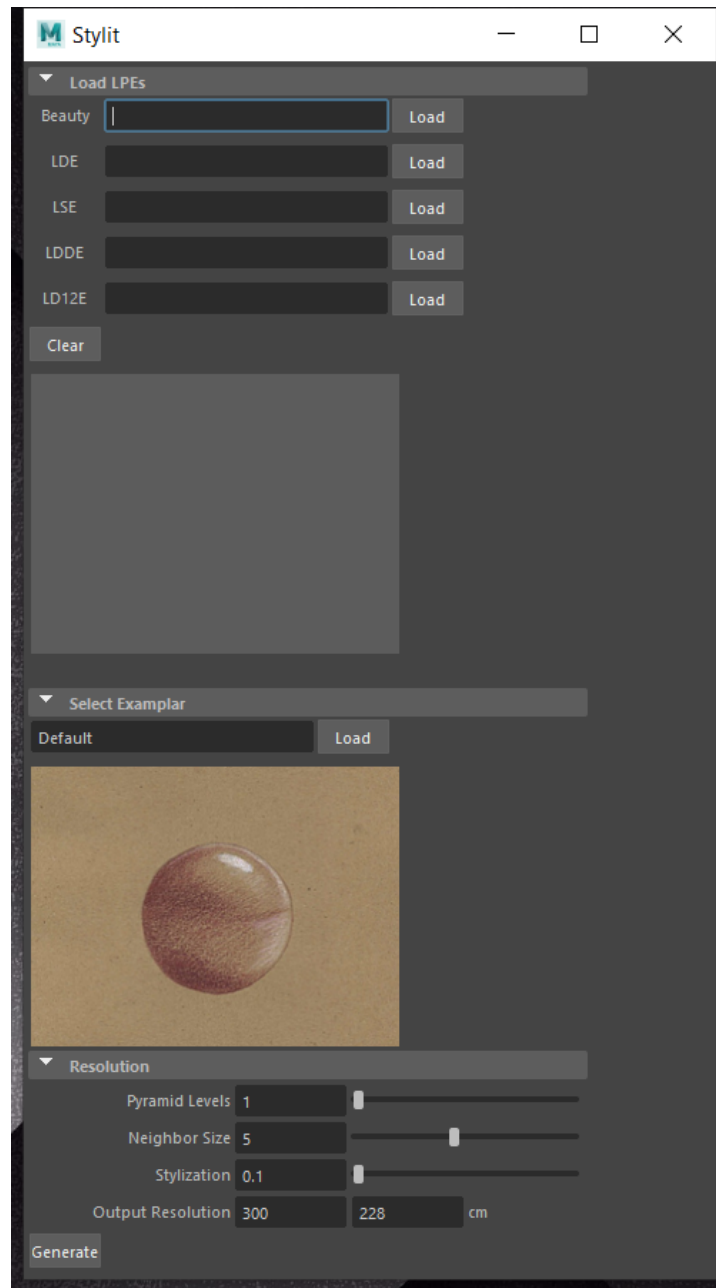 Stylit
Load LPEs
Beauty Load
LDE Load
LSE Load
LDDE Load
LD12E Load
Clear
Select Examplar
Default Load
Resolution
Pyramid Levels 1
Neighbor Size 5
Stylization 0.1
Output Resolution 300 228 cm
Generate